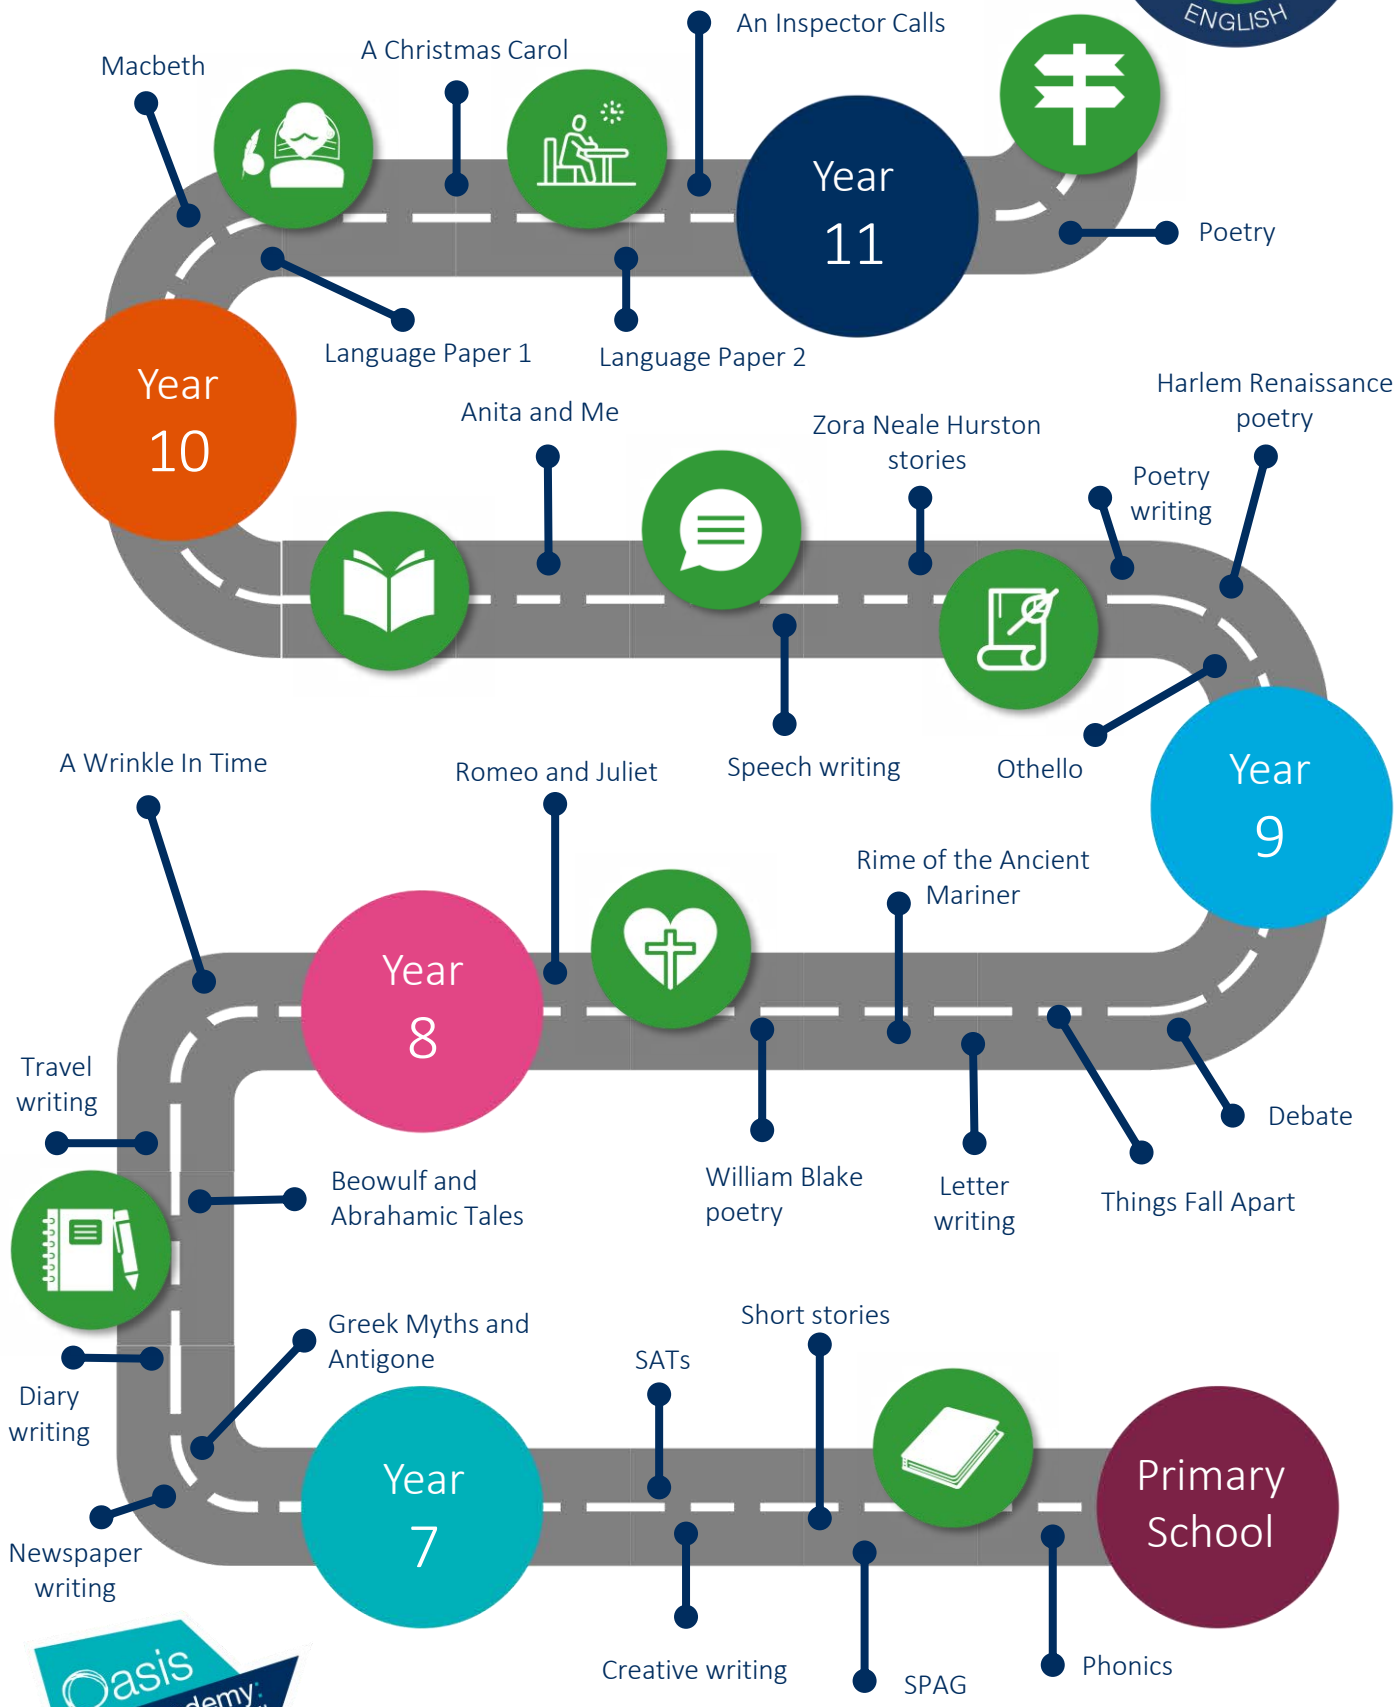 ENGLISH
An Inspector Calls
A Christmas Carol
Macbeth
Year
11
Poetry
Language Paper 1
Language Paper 2
Year
10
Harlem Renaissance
poetry
Anita and Me
Zora Neale Hurston
stories
Poetry
writing
Speech writing
Othello
Year
9
A Wrinkle In Time
Romeo and Juliet
Rime of the Ancient
Mariner
Year
8
Travel
writing
Debate
William Blake
poetry
Letter
writing
Things Fall Apart
Beowulf and
Abrahamic Tales
Greek Myths and
Antigone
Short stories
SATs
Diary
writing
Year
7
Primary
School
Newspaper
writing
Creative writing
SPAG
Phonics
Oasis